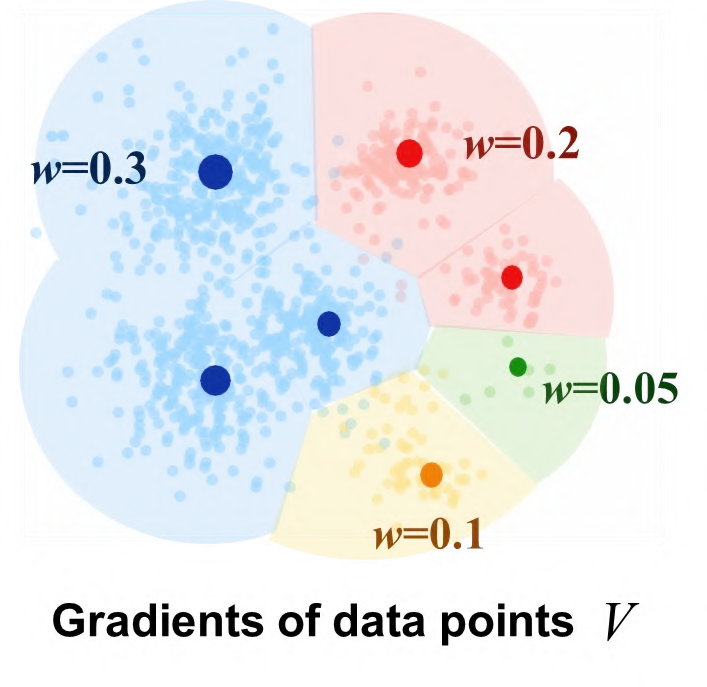 w=0.2
w=0.3
w=0.05
w=0.1
Gradients of data points V